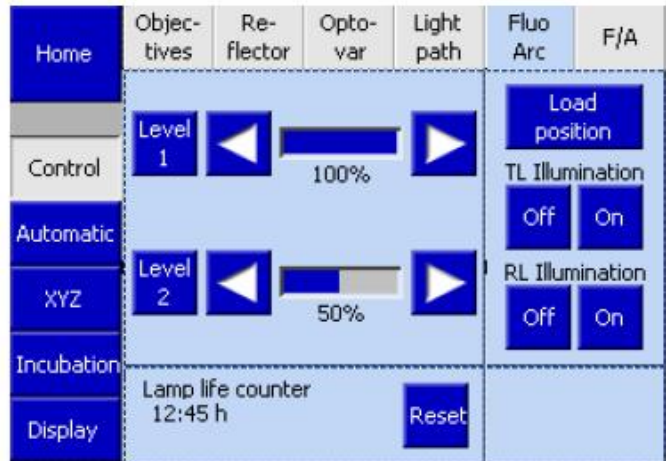 Home
Objec-
tives
Re-
flector
Opto-
var
Light
path
Fluo
Arc
F/A
Control
Automatic
XYZ
Incubation
Display
Level
1
100%
Level
2
50%
Load
position
TL Illumination
Off
On
RL Illumination
Off
On
Lamp life counter
12:45 h
Reset